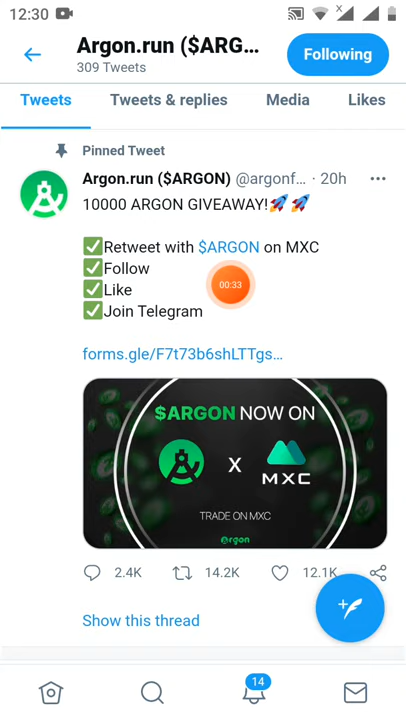 12:30
Argon.run ($ARG...
309 Tweets
Following
Tweets
Tweets & replies
Media
Likes
Pinned Tweet
Argon.run ($ARGON) @argonf... · 20h
10000 ARGON GIVEAWAY!🚀🚀
✅Retweet with $ARGON on MXC
✅Follow
✅Like
✅Join Telegram
00:33
forms.gle/F7t73b6shLTTgs...
$ARGON NOW ON
X
MXC
TRADE ON MXC
argon
2.4K
14.2K
12.1K
Show this thread
14